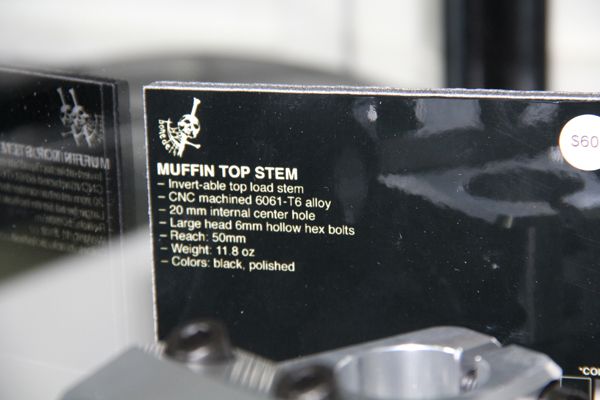 MUFFIN TOP STEM
– Invert-able top load stem
– CNC machined 6061-T6 alloy
– 20 mm internal center hole
– Large head 6mm hollow hex bolts
– Reach: 50mm
– Weight: 11.8 oz
– Colors: black, polished
$60